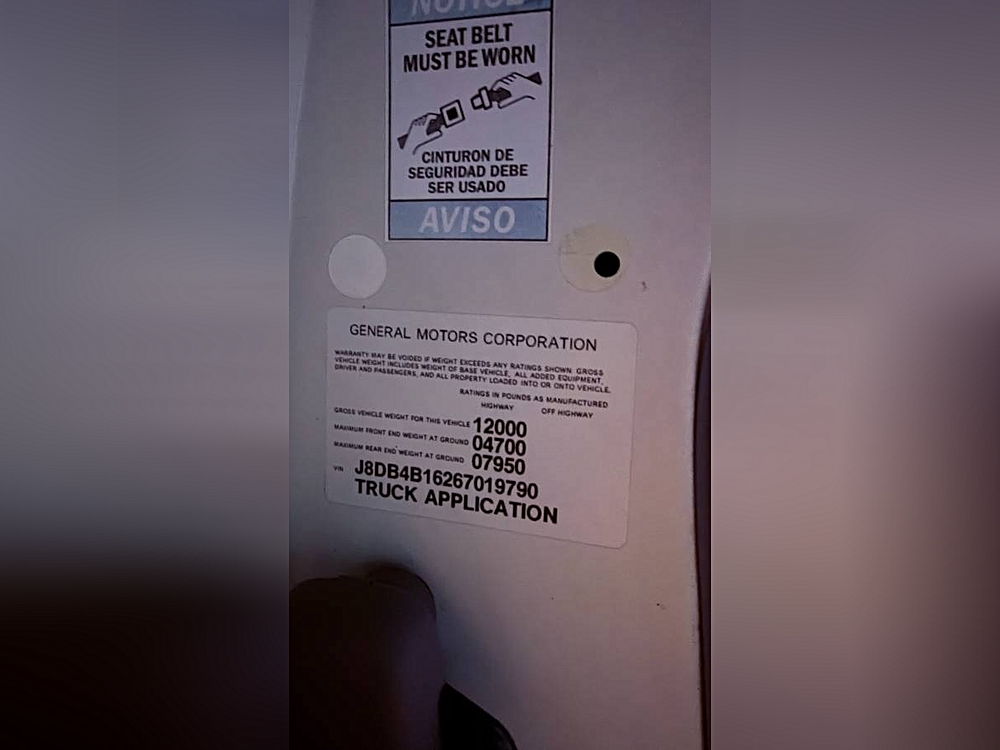 NOTICE
SEAT BELT
MUST BE WORN
CINTURON DE
SEGURIDAD DEBE
SER USADO
AVISO
GENERAL MOTORS CORPORATION
WARRANTY MAY BE VOIDED IF WEIGHT EXCEEDS ANY RATINGS SHOWN GROSS
VEHICLE WEIGHT INCLUDES WEIGHT OF BASE VEHICLE, ALL ADDED EQUIPMENT,
DRIVER AND PASSENGERS, AND ALL PROPERTY LOADED INTO OR ONTO VEHICLE.
RATINGS IN POUNDS AS MANUFACTURED
HIGHWAY OFF HIGHWAY
GROSS VEHICLE WEIGHT FOR THIS VEHICLE 12000
MAXIMUM FRONT END WEIGHT AT GROUND 04700
MAXIMUM REAR END WEIGHT AT GROUND 07950
VIN J8DB4B16267019790
TRUCK APPLICATION